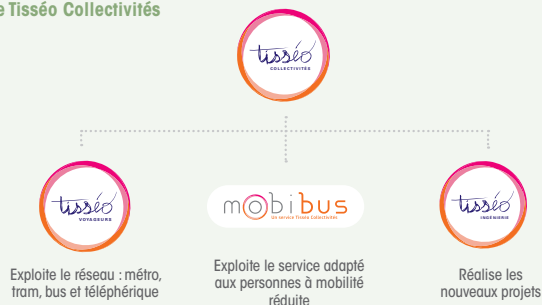 e Tisséo Collectivités
tisséo
COLLECTIVITÉS
tisséo
VOYAGEURS
mobibus
Un service Tisséo Collectivités
tisséo
INGÉNIERIE
Exploite le réseau : métro,
tram, bus et téléphérique
Exploite le service adapté
aux personnes à mobilité
réduite
Réalise les
nouveaux projets